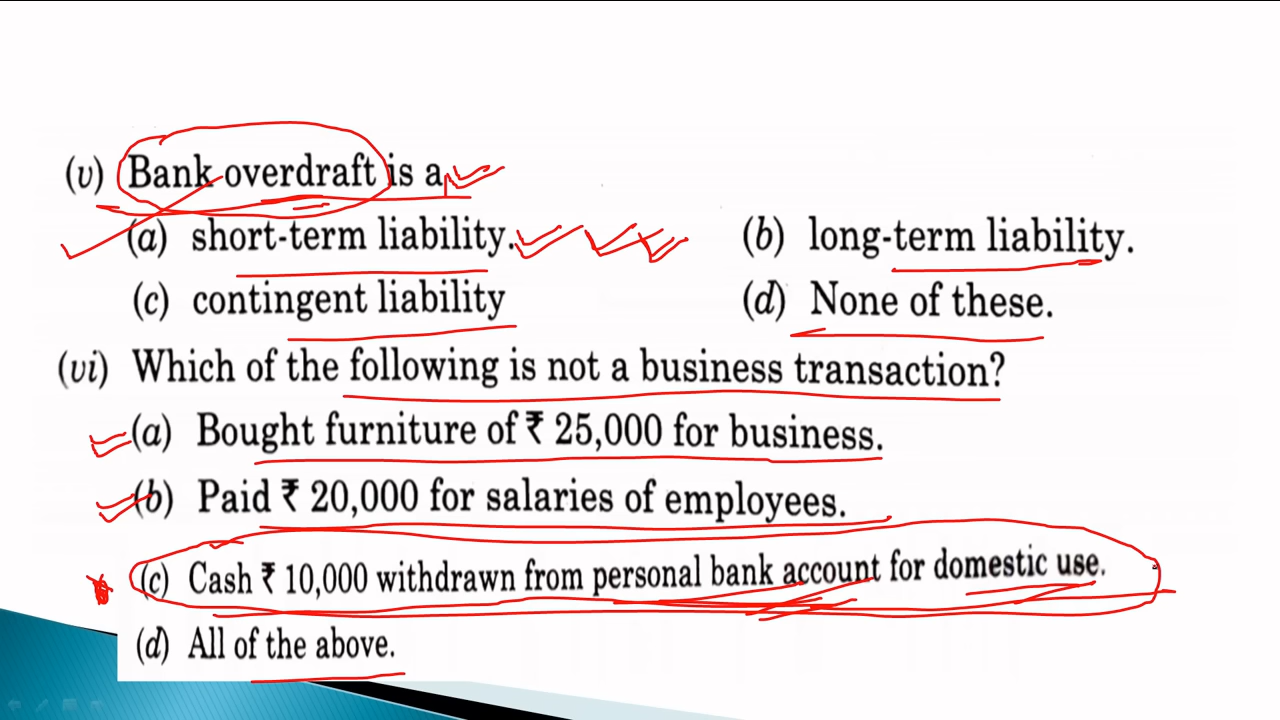 (v) Bank overdraft is a
(a) short-term liability. (b) long-term liability.
(c) contingent liability (d) None of these.
(vi) Which of the following is not a business transaction?
(a) Bought furniture of ₹ 25,000 for business.
(b) Paid ₹ 20,000 for salaries of employees.
(c) Cash ₹ 10,000 withdrawn from personal bank account for domestic use.
(d) All of the above.